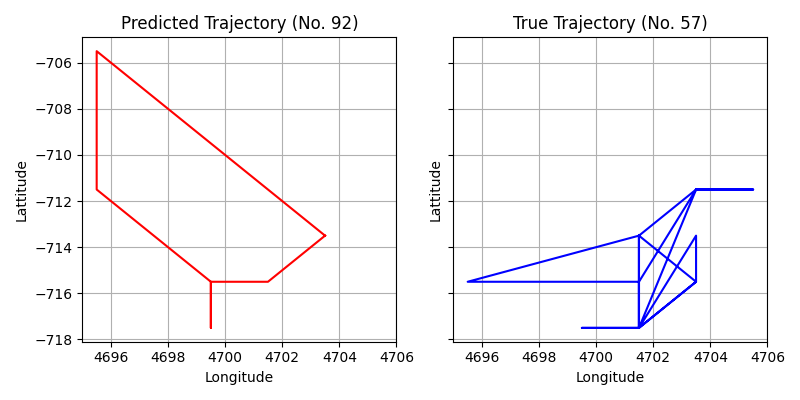 Predicted Trajectory (No. 92)
True Trajectory (No. 57)
−706
−708
−710
−712
−714
−716
−718
Lattitude
Lattitude
4696 4698 4700 4702 4704 4706
4696 4698 4700 4702 4704 4706
Longitude
Longitude